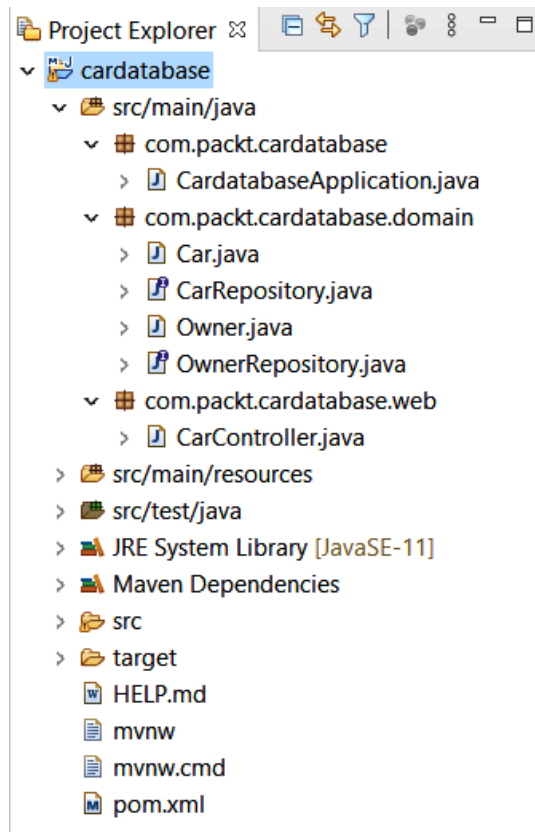 Project Explorer
cardatabase
src/main/java
com.packt.cardatabase
CardatabaseApplication.java
com.packt.cardatabase.domain
Car.java
CarRepository.java
Owner.java
OwnerRepository.java
com.packt.cardatabase.web
CarController.java
src/main/resources
src/test/java
JRE System Library [JavaSE-11]
Maven Dependencies
src
target
HELP.md
mvnw
mvnw.cmd
pom.xml